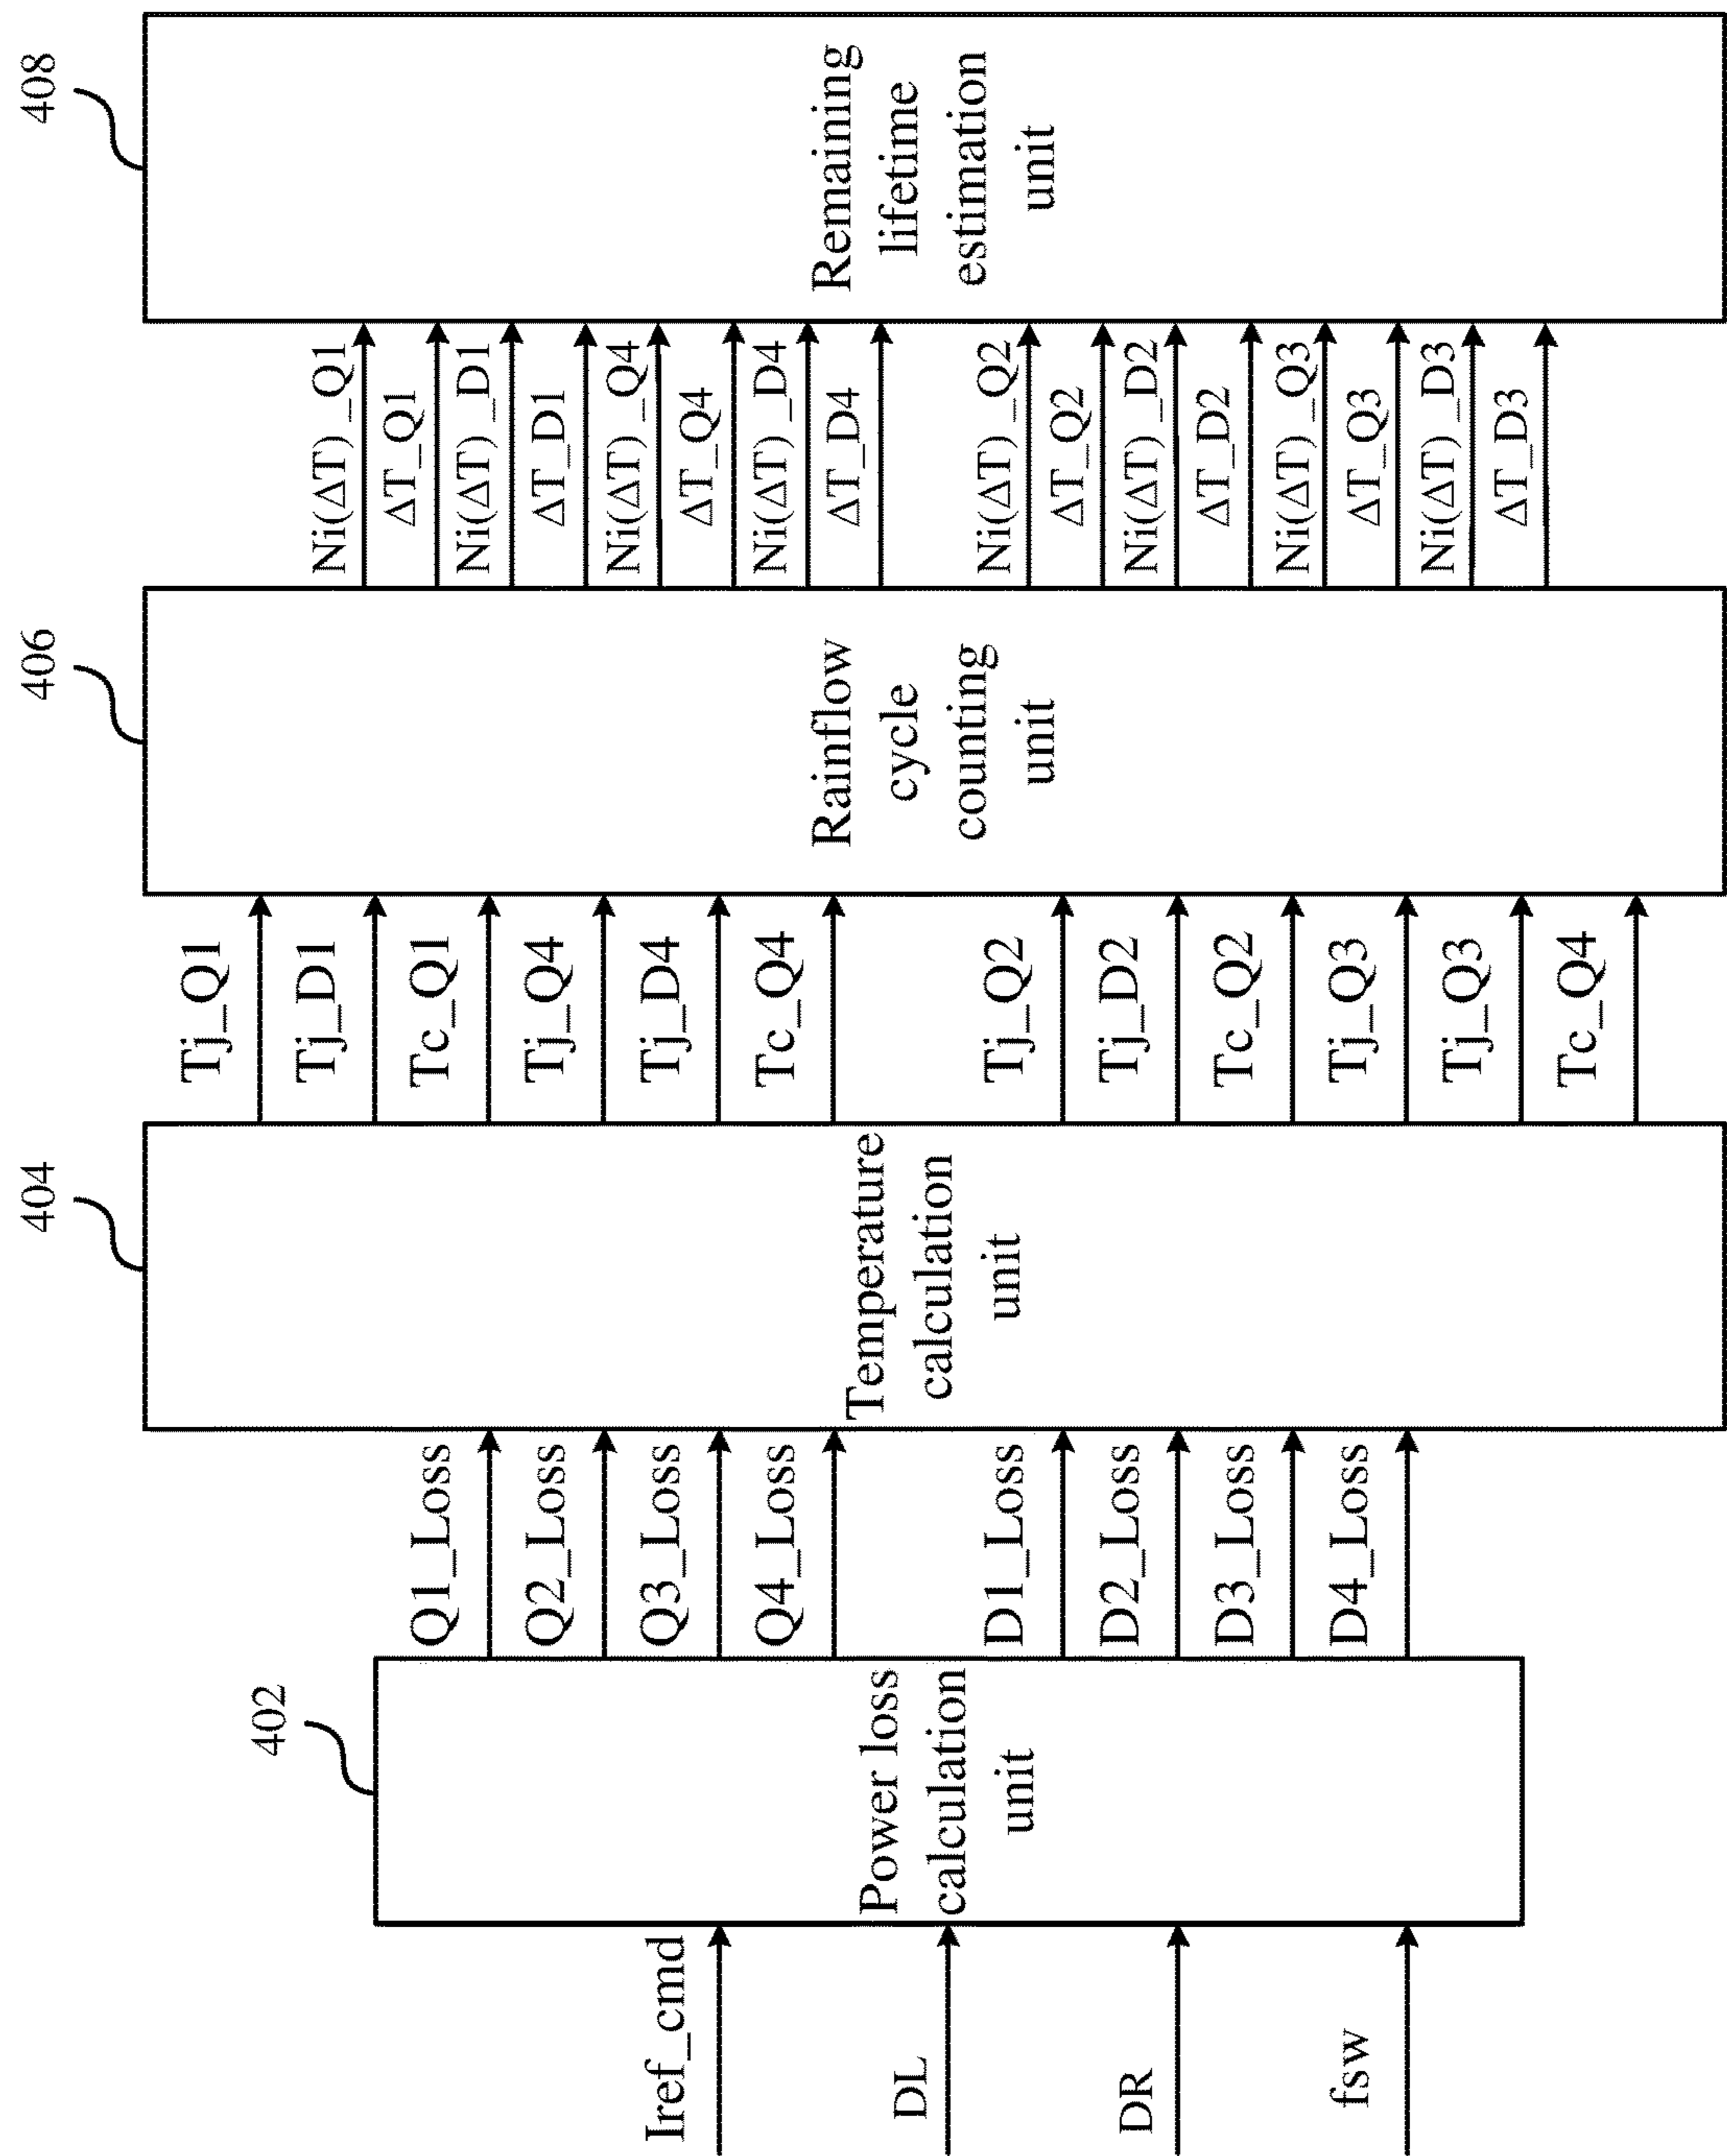 Iref_cmd
DL
DR
fsw
402
Power loss
calculation
unit
Q1_Loss
Q2_Loss
Q3_Loss
Q4_Loss
D1_Loss
D2_Loss
D3_Loss
D4_Loss
404
Temperature
calculation
unit
Tj_Q1
Tj_D1
Tc_Q1
Tj_Q4
Tj_D4
Tc_Q4
Tj_Q2
Tj_D2
Tc_Q2
Tj_Q3
Tj_Q3
Tc_Q4
406
Rainflow
cycle
counting
unit
Ni(ΔT)_Q1
ΔT_Q1
Ni(ΔT)_D1
ΔT_D1
Ni(ΔT)_Q4
ΔT_Q4
Ni(ΔT)_D4
ΔT_D4
Ni(ΔT)_Q2
ΔT_Q2
Ni(ΔT)_D2
ΔT_D2
Ni(ΔT)_Q3
ΔT_Q3
Ni(ΔT)_D3
ΔT_D3
408
Remaining
lifetime
estimation
unit